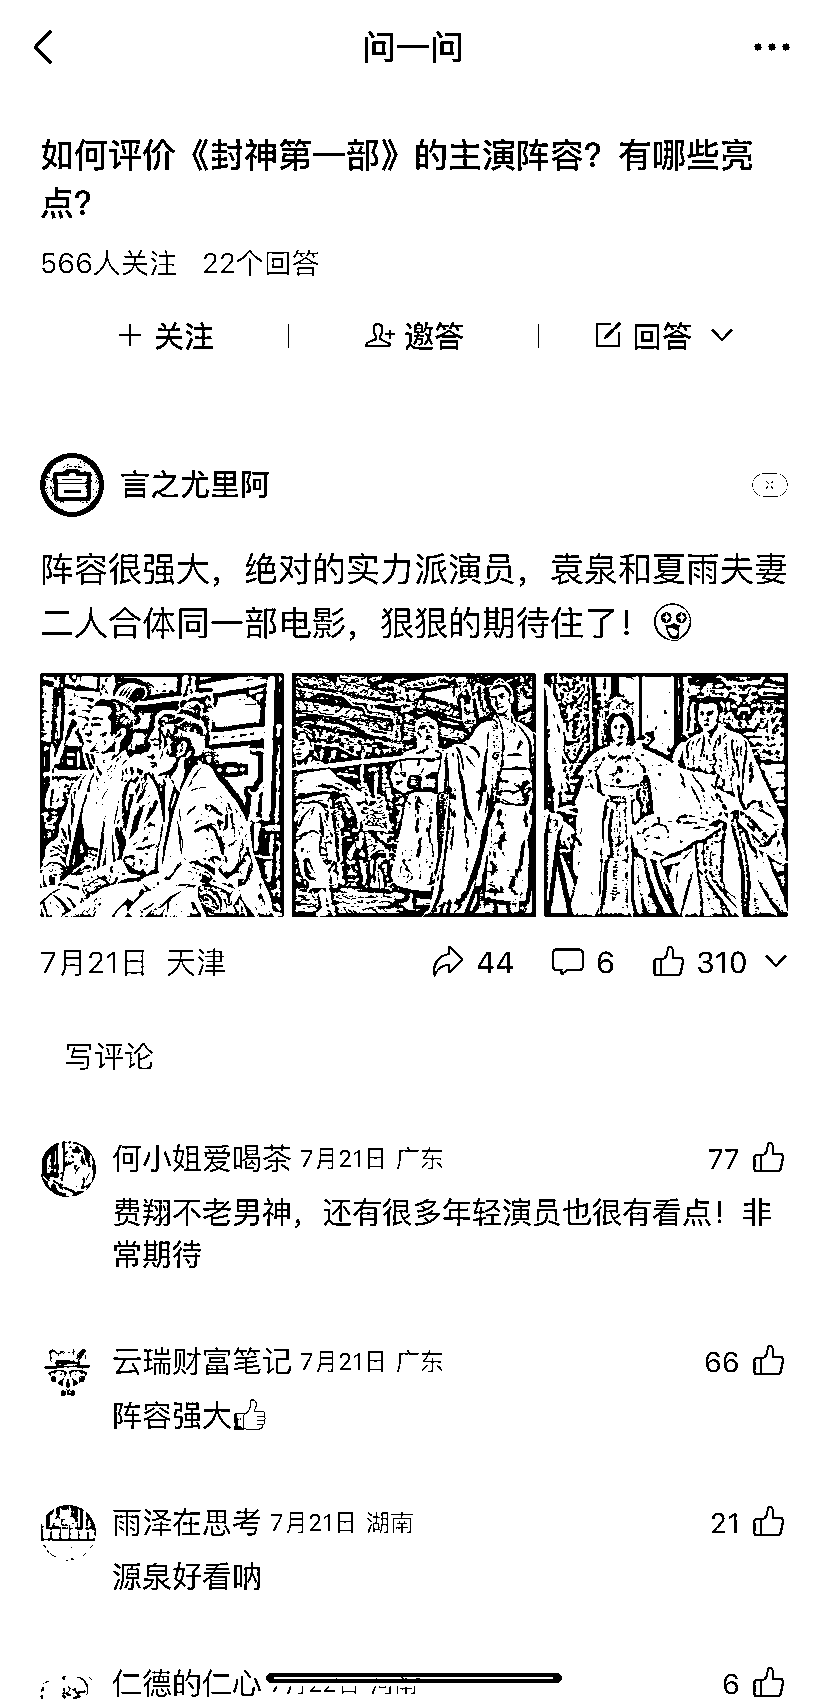 问一问
如何评价《封神第一部》的主演阵容？有哪些亮
点？
566人关注 22个回答
关注 邀答 回答
言之尤里阿
阵容很强大，绝对的实力派演员，袁泉和夏雨夫妻
二人合体同一部电影，狠狠的期待住了！
7月21日 天津 44 6 310
写评论
何小姐爱喝茶 7月21日 广东 77
费翔不老男神，还有很多年轻演员也很有看点！非
常期待
云瑞财富笔记 7月21日 广东 66
阵容强大
雨泽在思考 7月21日 湖南 21
源泉好看呐
仁德的仁心 7月22日 河南 6